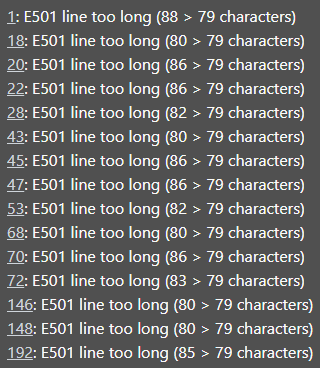 1: E501 line too long (88 > 79 characters)
18: E501 line too long (80 > 79 characters)
20: E501 line too long (86 > 79 characters)
22: E501 line too long (86 > 79 characters)
28: E501 line too long (82 > 79 characters)
43: E501 line too long (80 > 79 characters)
45: E501 line too long (86 > 79 characters)
47: E501 line too long (86 > 79 characters)
53: E501 line too long (82 > 79 characters)
68: E501 line too long (80 > 79 characters)
70: E501 line too long (86 > 79 characters)
72: E501 line too long (83 > 79 characters)
146: E501 line too long (80 > 79 characters)
148: E501 line too long (80 > 79 characters)
192: E501 line too long (85 > 79 characters)